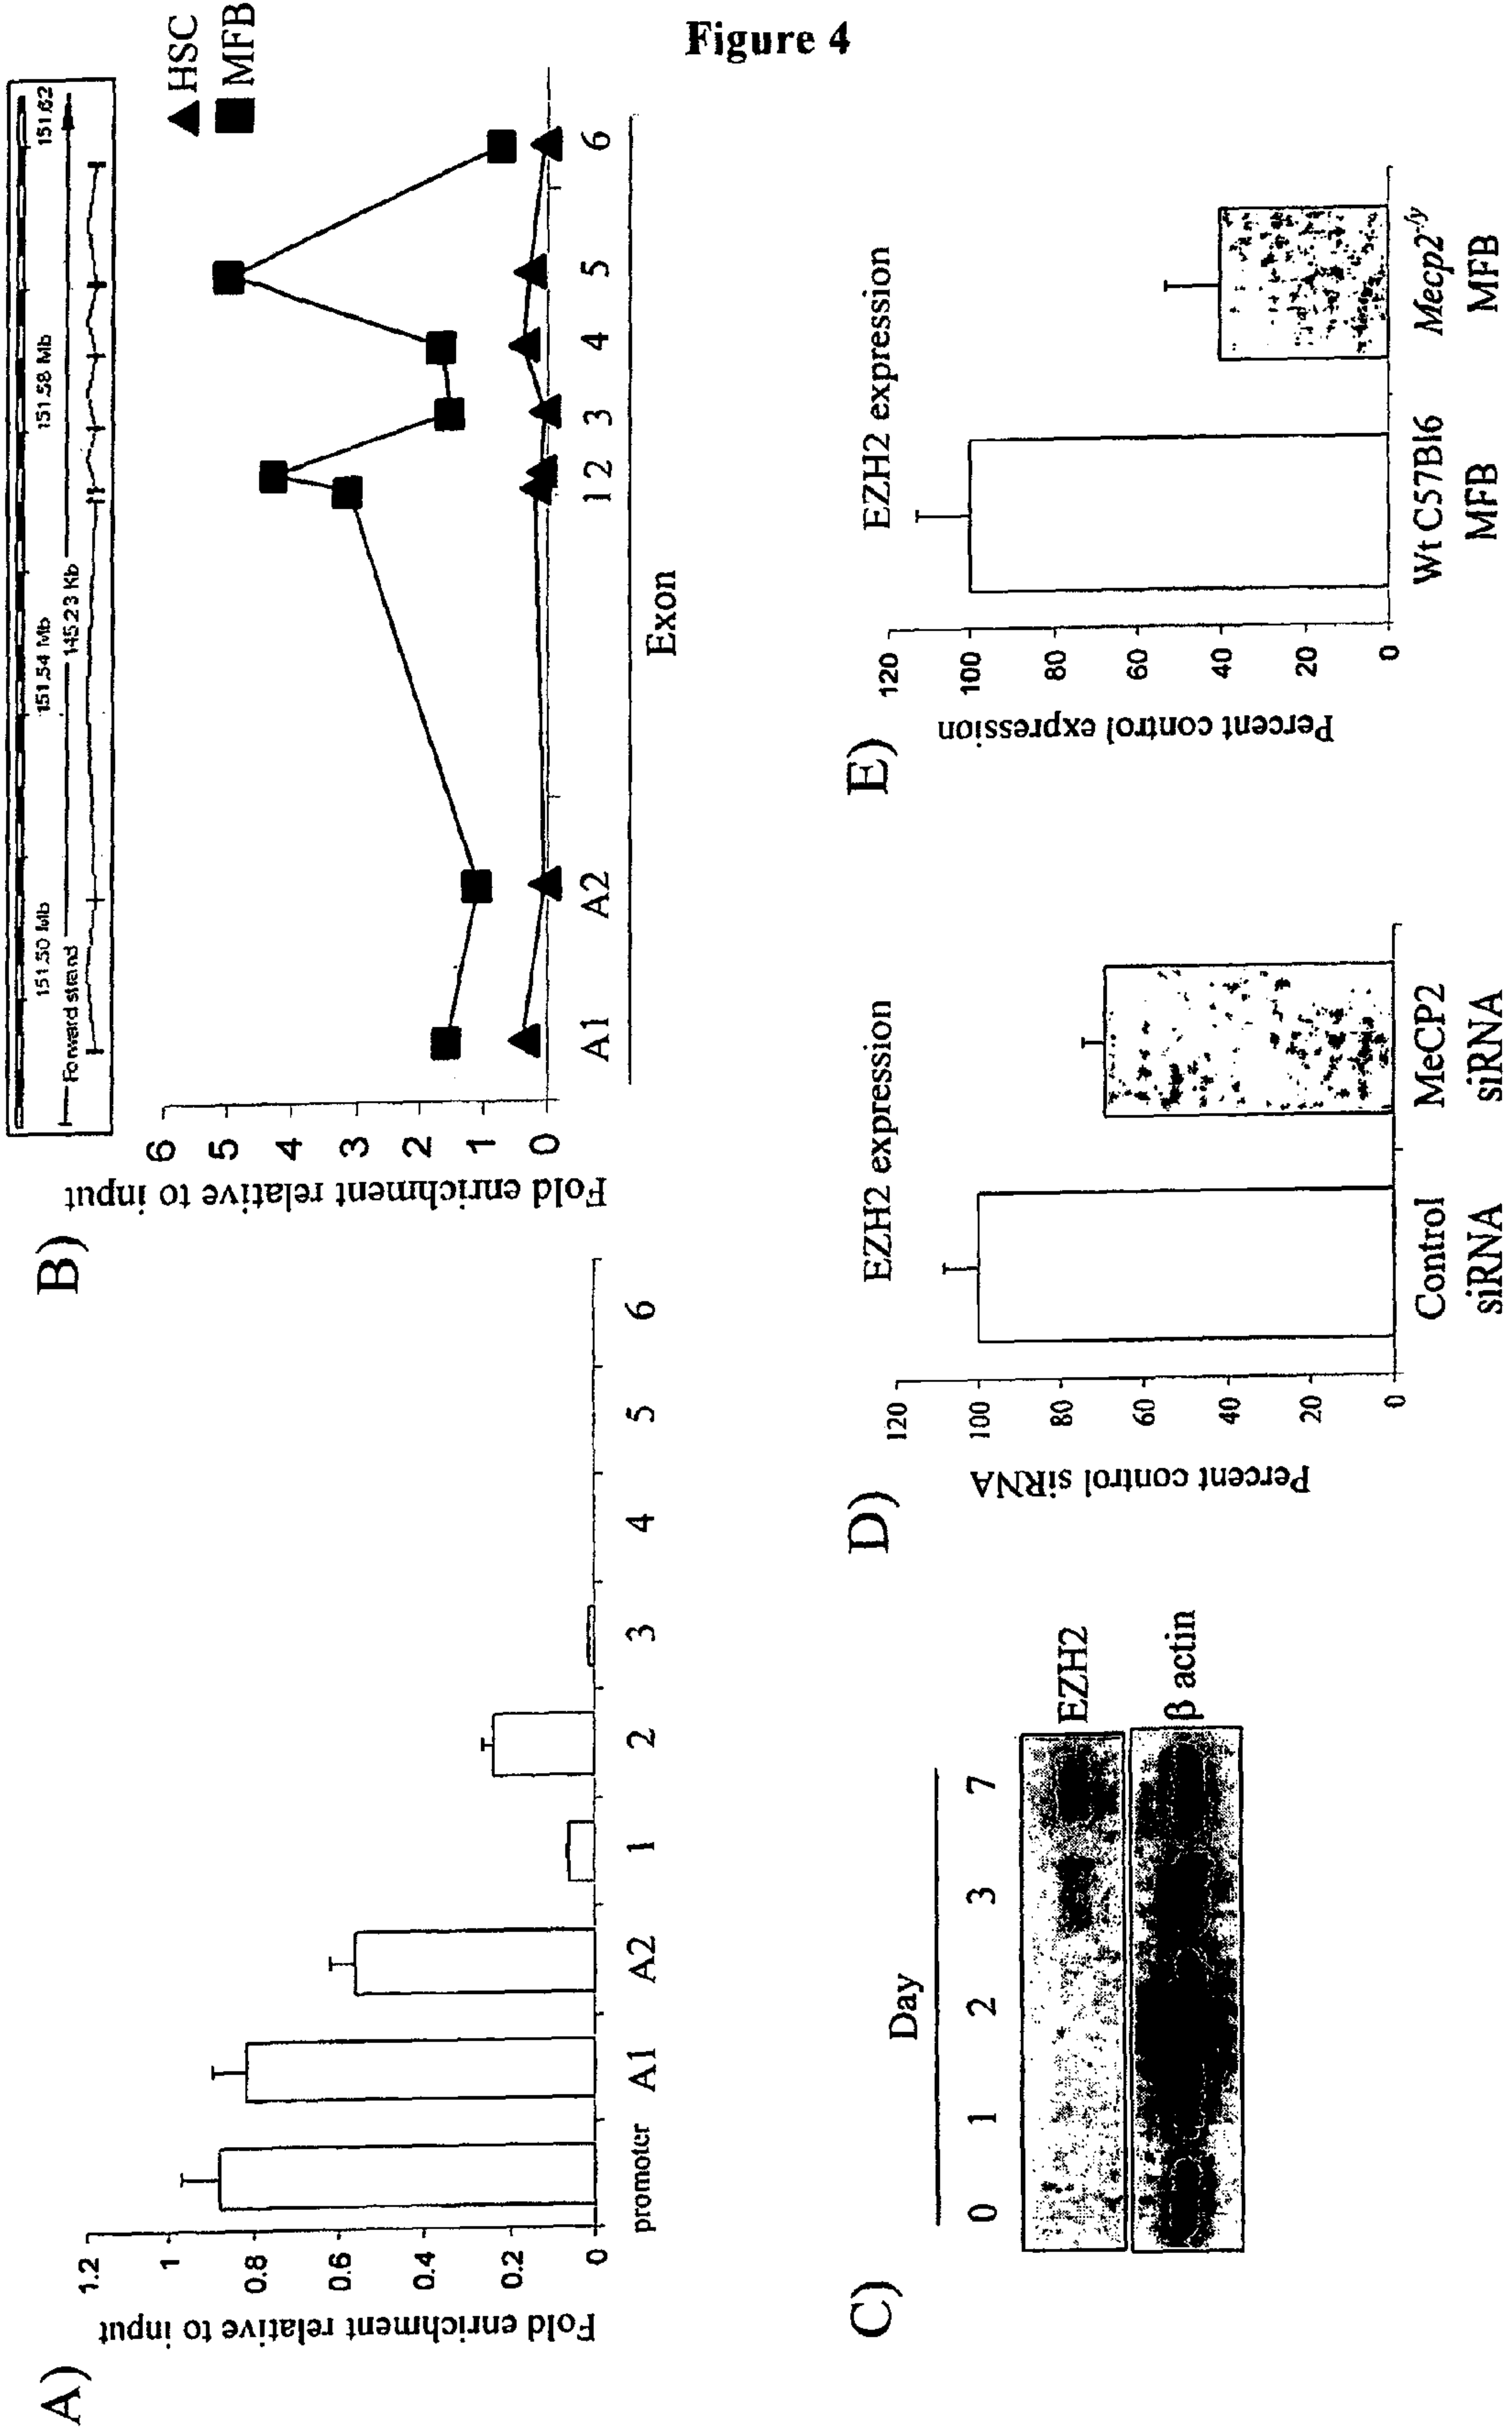 Figure 4
A)
Fold enrichment relative to input
1.2
1
0.8
0.6
0.4
0.2
0
promoter A1 A2 1 2 3 4 5 6
B)
151.50 Mb 151.54 Mb 151.58 Mb 151.62
Forward strand 145.23 Kb
Fold enrichment relative to input
6
5
4
3
2
1
0
A1 A2 1 2 3 4 5 6
Exon
HSC
MFB
C)
Day
0 1 2 3 7
EZH2
β actin
D)
EZH2 expression
Percent control siRNA
120
100
80
60
40
20
0
Control MeCP2
siRNA siRNA
E)
EZH2 expression
Percent control expression
120
100
80
60
40
20
0
Wt C57Bl6 Mecp2-/y
MFB MFB